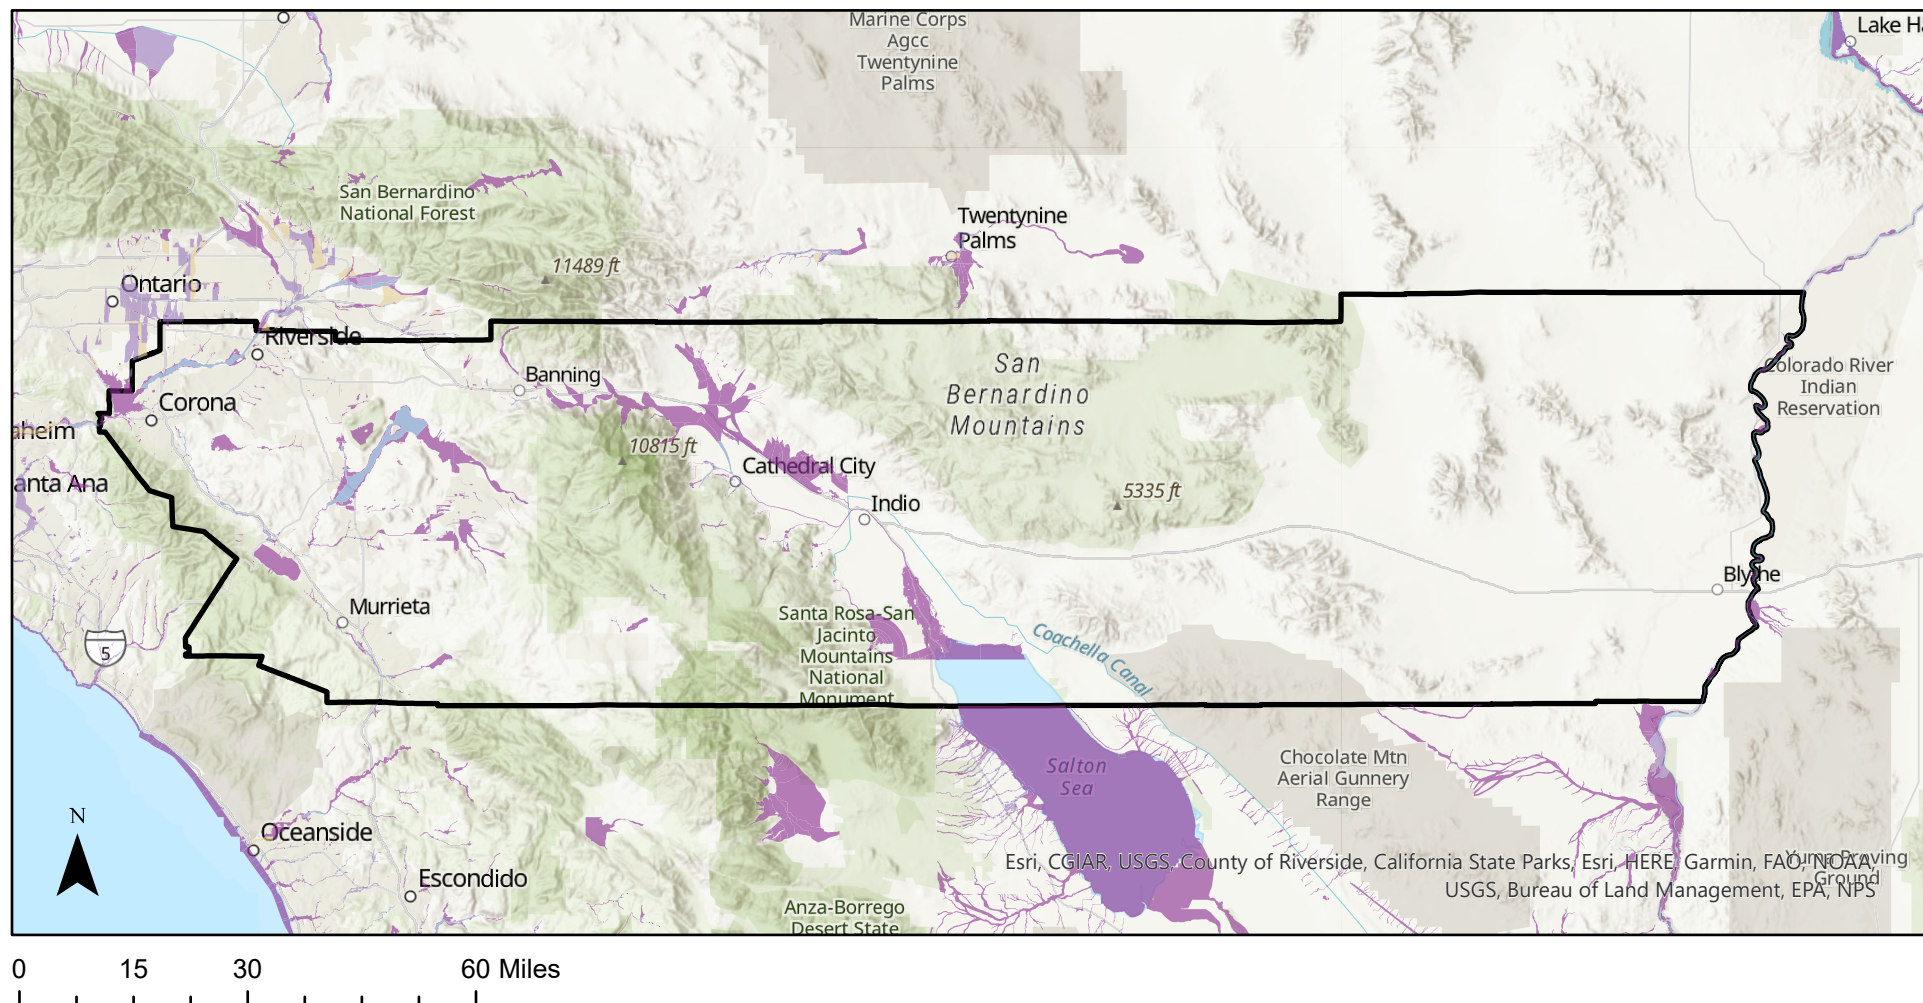 Marine Corps
Agcc
Twentynine
Palms
Lake Ha
San Bernardino
National Forest
Twentynine
Palms
11489 ft
Ontario
Riverside
San
Bernardino
Mountains
Colorado River
Indian
Reservation
Banning
Corona
aheim
10815 ft
Cathedral City
anta Ana
5335 ft
Indio
Blythe
Murrieta
Santa Rosa-San
Jacinto
Mountains
National
Monument
Coachella Canal
5
Salton
Sea
Chocolate Mtn
Aerial Gunnery
Range
N
Oceanside
Escondido
Yuma Proving
Ground
Anza-Borrego
Desert State
Esri, CGIAR, USGS, County of Riverside, California State Parks, Esri, HERE, Garmin, FAO, NOAA,
USGS, Bureau of Land Management, EPA, NPS
0 15 30 60 Miles